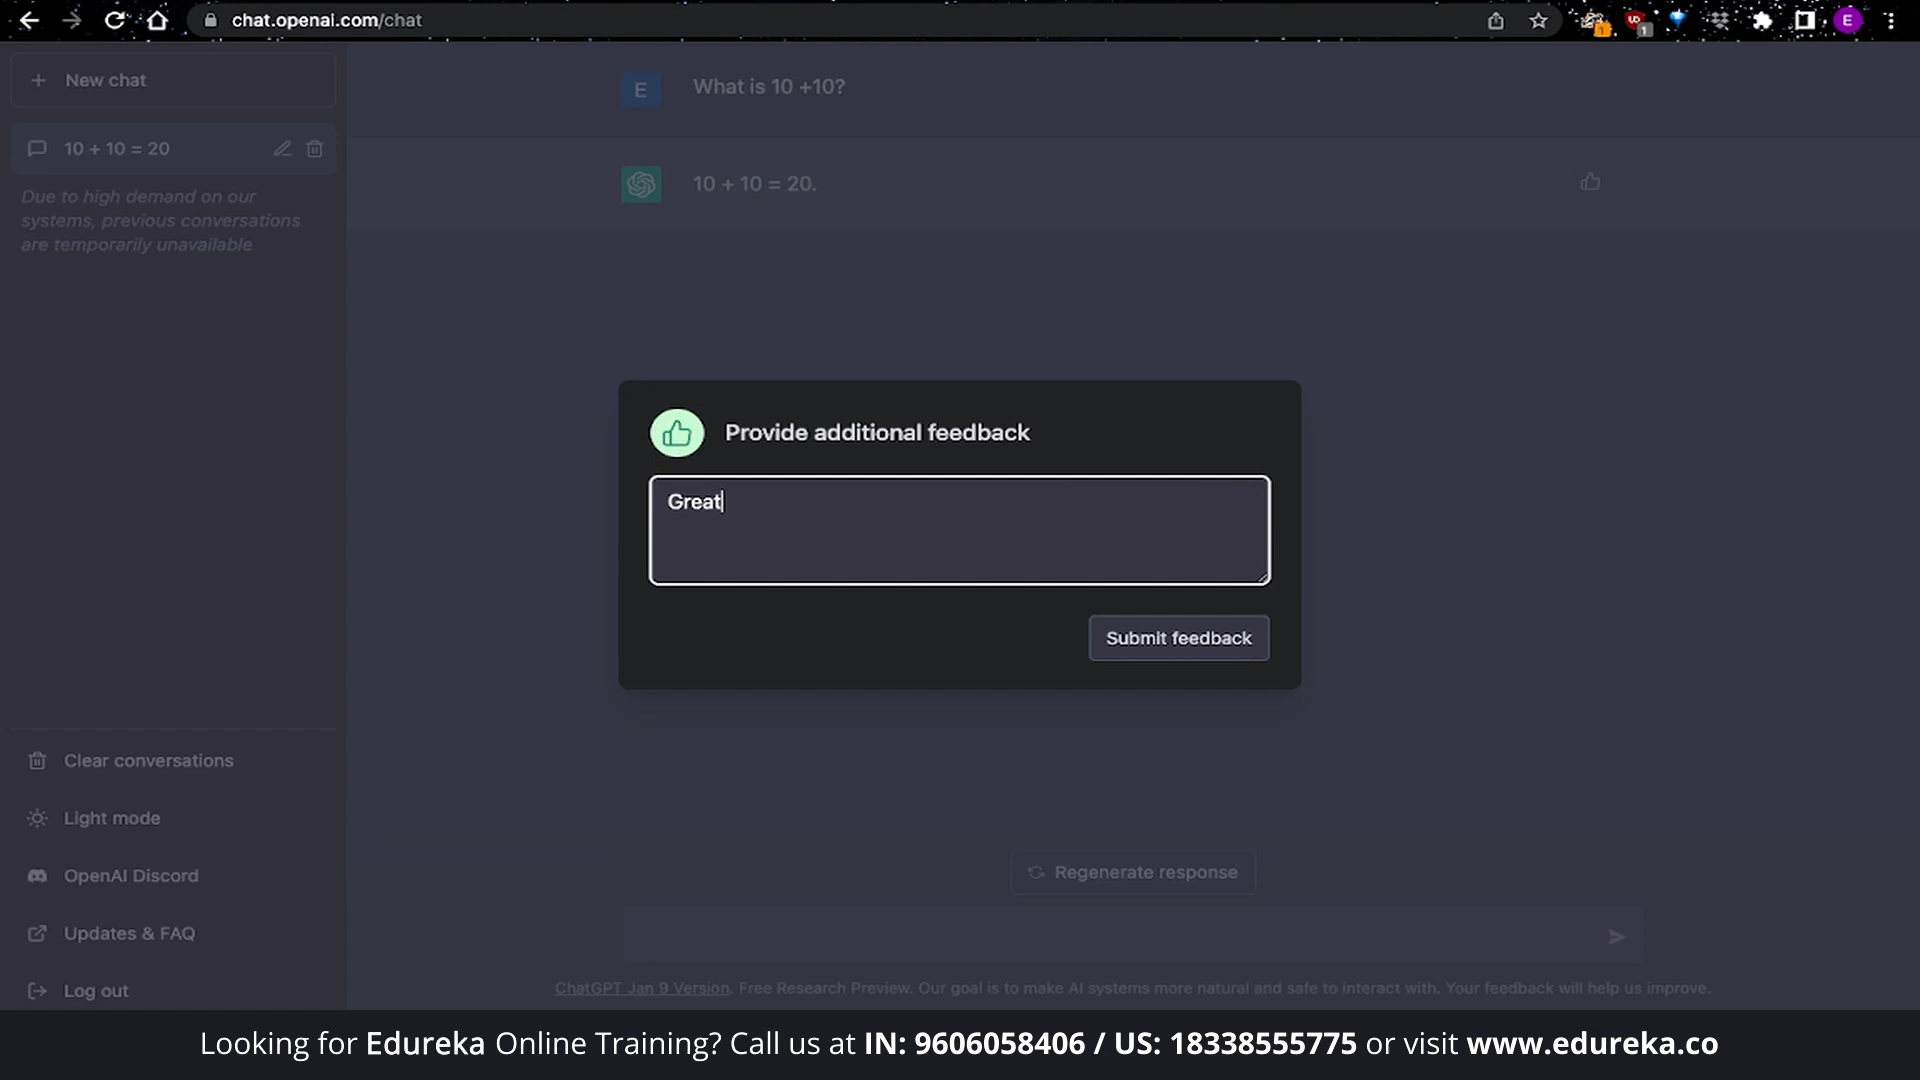 chat.openai.com/chat
E
New chat
10 + 10 = 20
Due to high demand on our
systems, previous conversations
are temporarily unavailable
E
What is 10 +10?
10 + 10 = 20.
Provide additional feedback
Great
Submit feedback
Clear conversations
Light mode
OpenAI Discord
Updates & FAQ
Log out
Regenerate response
ChatGPT Jan 9 Version. Free Research Preview. Our goal is to make AI systems more natural and safe to interact with. Your feedback will help us improve.
Looking for Edureka Online Training? Call us at IN: 9606058406 / US: 18338555775 or visit www.edureka.co